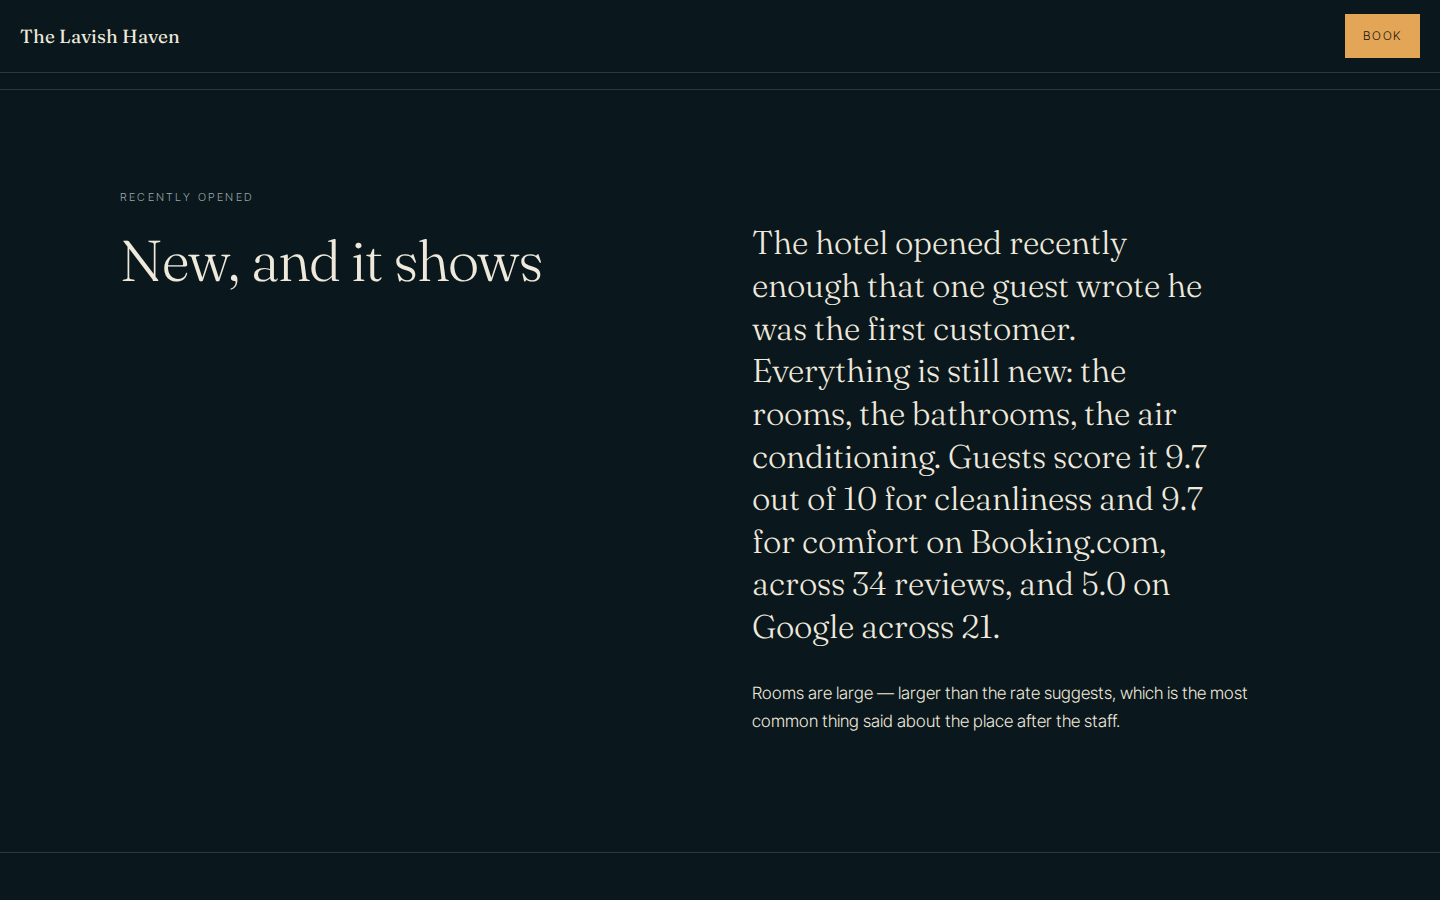 The Lavish Haven
BOOK
RECENTLY OPENED
New, and it shows
The hotel opened recently
enough that one guest wrote he
was the first customer.
Everything is still new: the
rooms, the bathrooms, the air
conditioning. Guests score it 9.7
out of 10 for cleanliness and 9.7
for comfort on Booking.com,
across 34 reviews, and 5.0 on
Google across 21.
Rooms are large — larger than the rate suggests, which is the most
common thing said about the place after the staff.